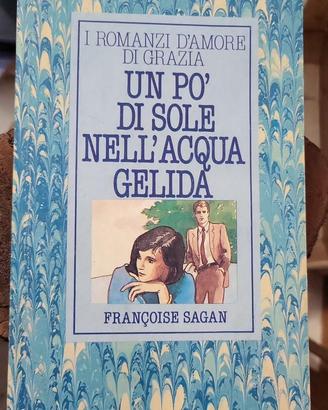 I ROMANZI D'AMORE
DI GRAZIA
UN PO'
DI SOLE
NELL'ACQUA
GELIDA
FRANÇOISE SAGAN